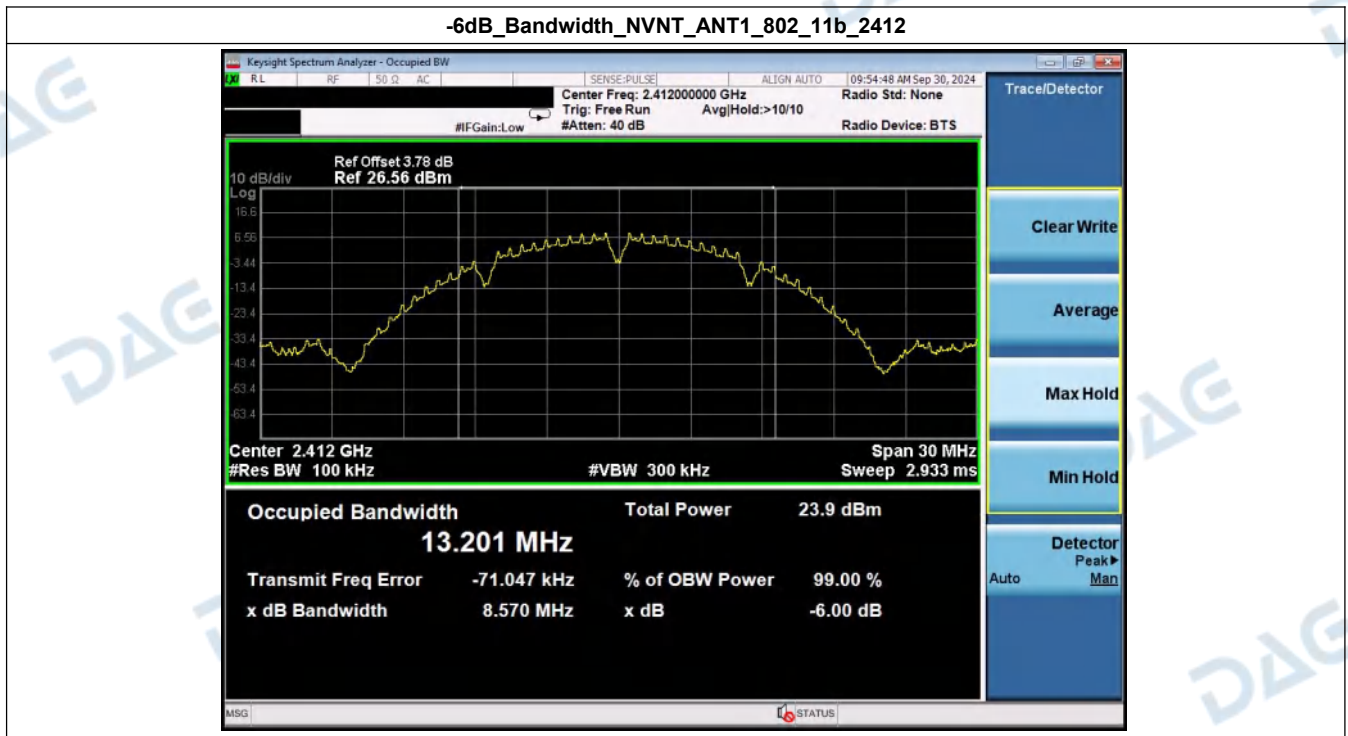 -6dB_Bandwidth_NVNT_ANT1_802_11b_2412
Keysight Spectrum Analyzer - Occupied BW
LXI RL RF 50 Ω AC SENSE:PULSE ALIGN AUTO 09:54:48 AM Sep 30, 2024
Center Freq: 2.412000000 GHz Radio Std: None
Trig: Free Run Avg|Hold:>10/10
#IFGain:Low #Atten: 40 dB Radio Device: BTS
Trace/Detector
Ref Offset 3.78 dB
10 dB/div Ref 26.56 dBm
Log
16.6
6.56
-3.44
-13.4
-23.4
-33.4
-43.4
-53.4
-63.4
Center 2.412 GHz Span 30 MHz
#Res BW 100 kHz #VBW 300 kHz Sweep 2.933 ms
Occupied Bandwidth Total Power 23.9 dBm
13.201 MHz
Transmit Freq Error -71.047 kHz % of OBW Power 99.00 %
x dB Bandwidth 8.570 MHz x dB -6.00 dB
Clear Write
Average
Max Hold
Min Hold
Detector
Peak▶
Auto Man
MSG STATUS
DAG
DAG
DAG
DAG